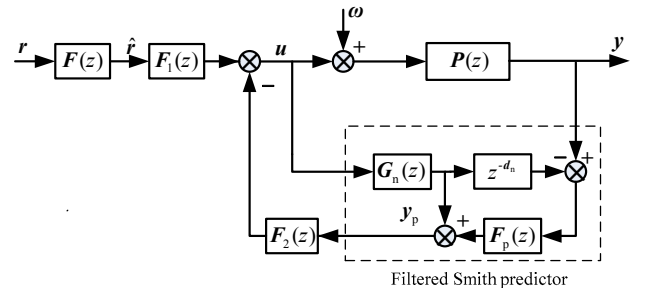 r
F(z)
r̂
F₁(z)
−
u
ω
+
P(z)
y
Gₙ(z)
z^{-dₙ}
−
+
yₚ
+
Fₚ(z)
F₂(z)
Filtered Smith predictor